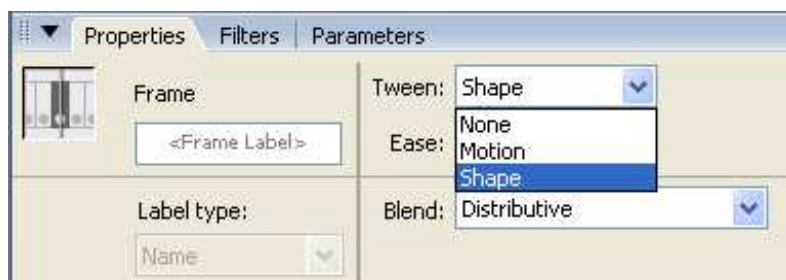 Properties Filters Parameters
Frame
Tween: Shape
<Frame Label>
Ease:
None
Motion
Shape
Label type:
Blend: Distributive
Name